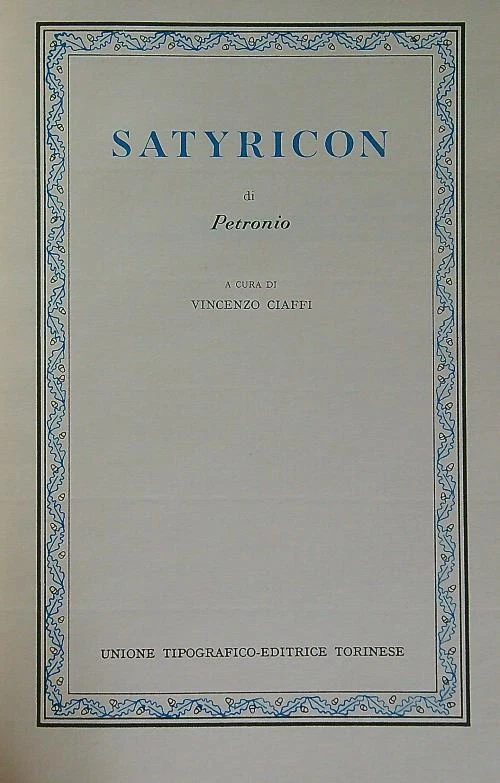 SATYRICON
di
Petronio
A CURA DI
VINCENZO CIAFFI
UNIONE TIPOGRAFICO-EDITRICE TORINESE